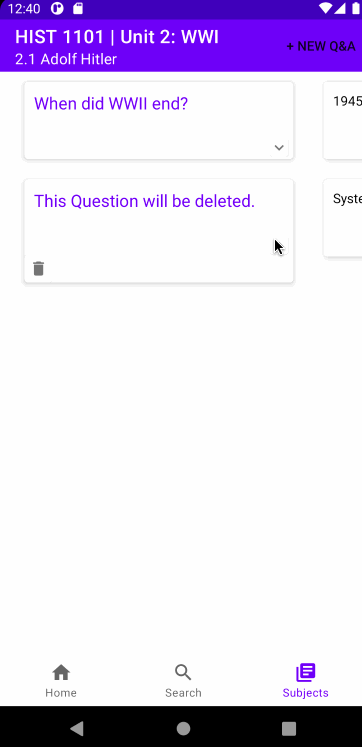 12:40
HIST 1101 | Unit 2: WWI
2.1 Adolf Hitler
+ NEW Q&A
When did WWII end?
1945
This Question will be deleted.
Syste
Home
Search
Subjects